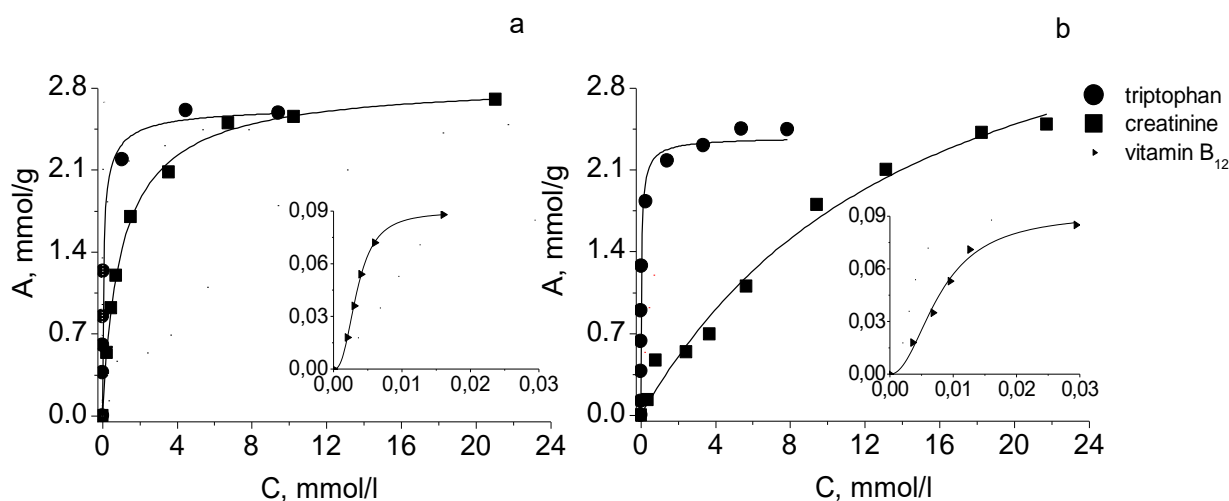 a
2.8
2.1
1.4
0.7
0.0
A, mmol/g
0 4 8 12 16 20 24
C, mmol/l
0,09
0,06
0,03
0,00
0,00 0,01 0,02 0,03
b
2.8
2.1
1.4
0.7
0.0
A, mmol/g
0 4 8 12 16 20 24
C, mmol/l
0,09
0,06
0,03
0,00
0,00 0,01 0,02 0,03
triptophan
creatinine
vitamin B12